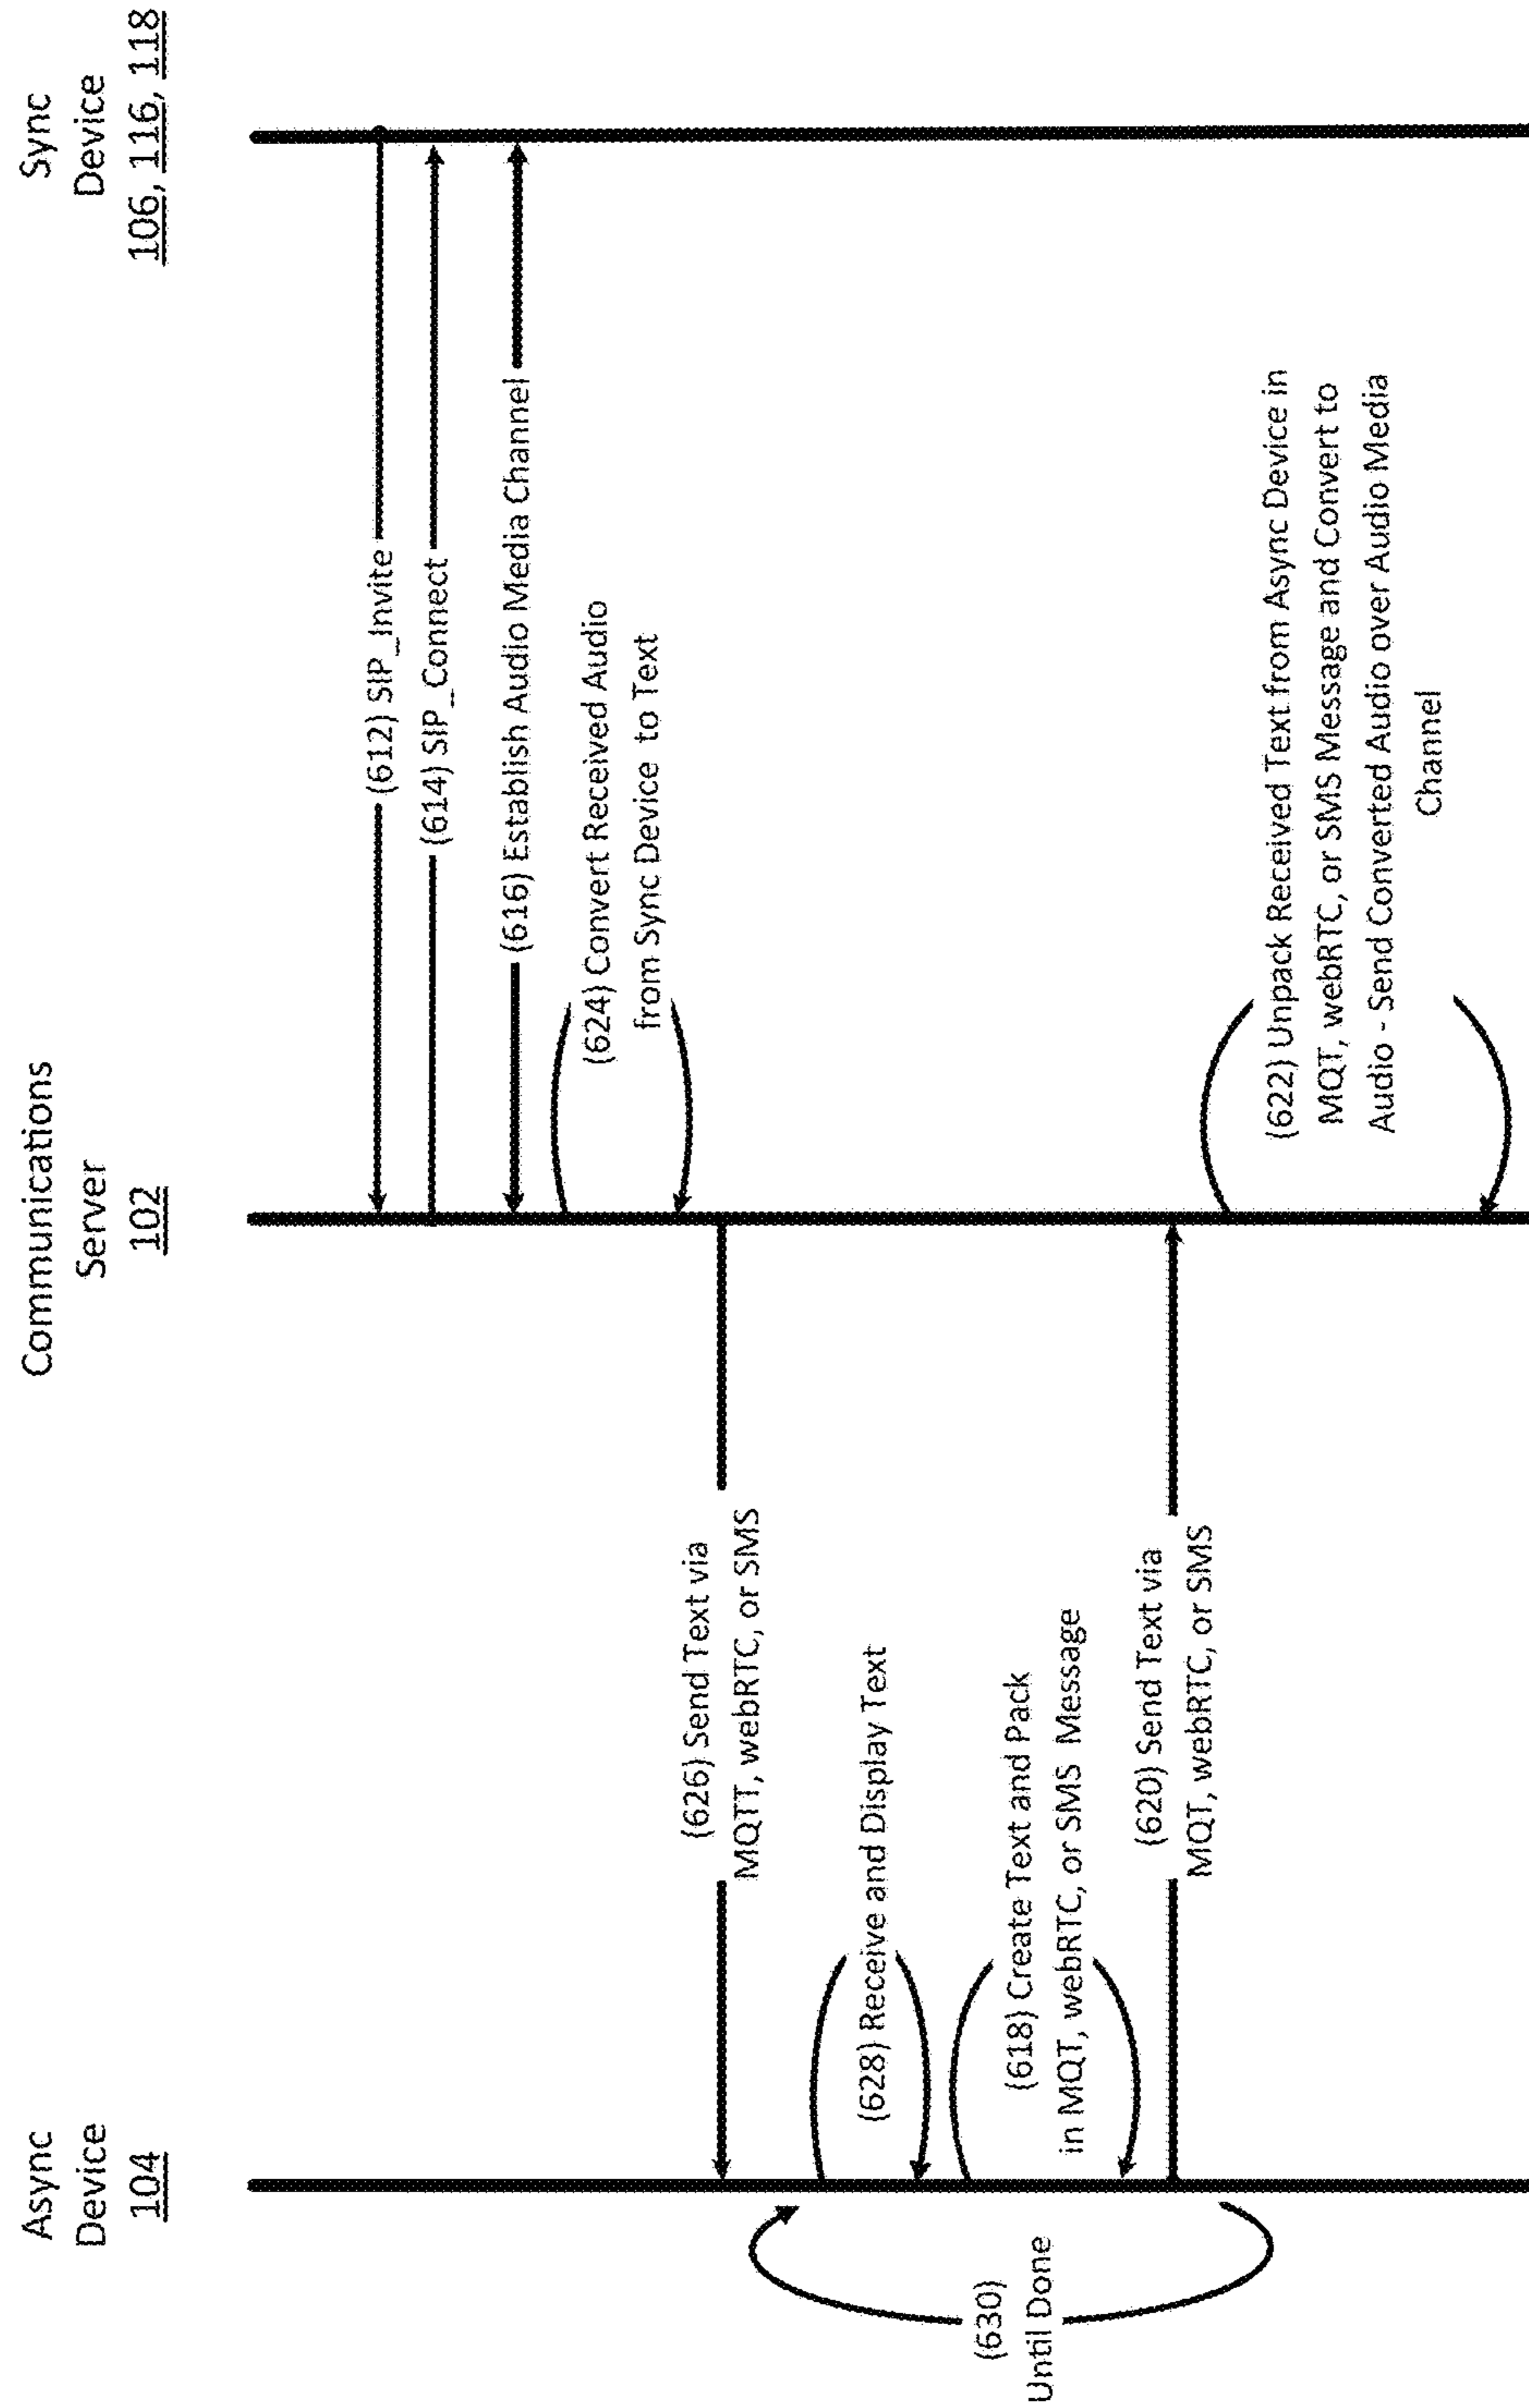 Async
Device
104
Communications
Server
102
Sync
Device
106, 116, 118
(612) SIP_Invite
(614) SIP_Connect
(616) Establish Audio Media Channel
(624) Convert Received Audio
from Sync Device to Text
(626) Send Text via
MQTT, webRTC, or SMS
(628) Receive and Display Text
(618) Create Text and Pack
in MQT, webRTC, or SMS Message
(620) Send Text via
MQT, webRTC, or SMS
(630)
Until Done
(622) Unpack Received Text from Async Device in
MQT, webRTC, or SMS Message and Convert to
Audio - Send Converted Audio over Audio Media
Channel